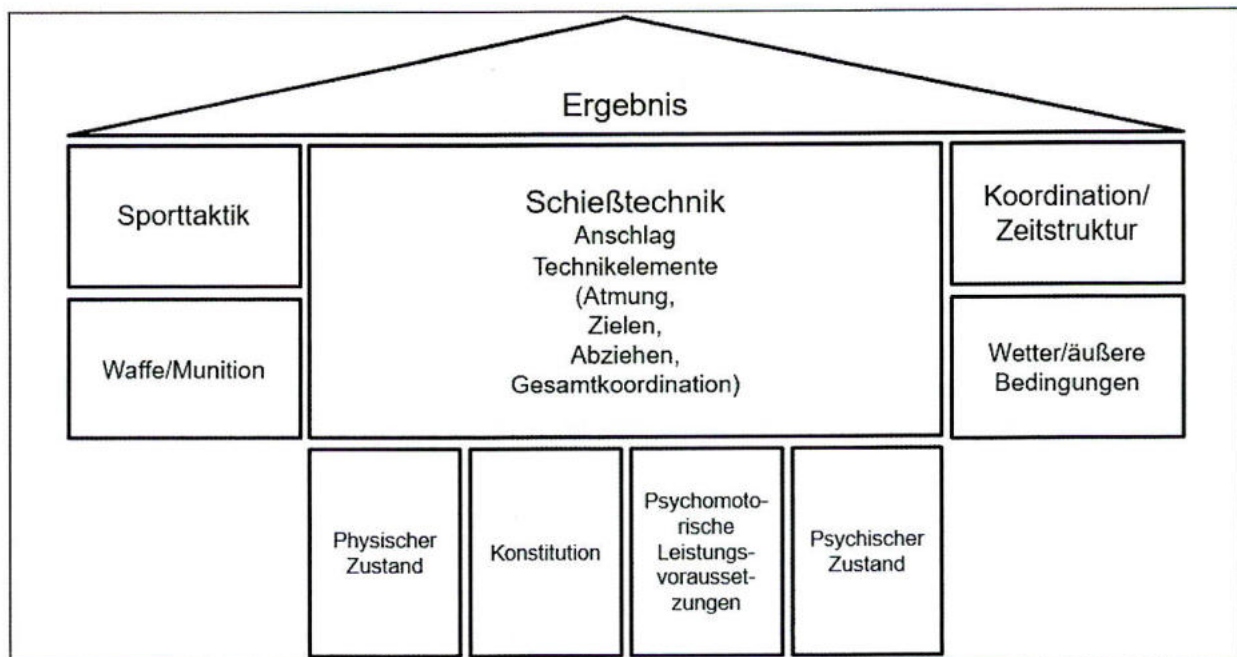 Ergebnis
Sporttaktik
Schießtechnik
Anschlag
Technikelemente
(Atmung,
Zielen,
Abziehen,
Gesamtkoordination)
Koordination/
Zeitstruktur
Waffe/Munition
Wetter/äußere
Bedingungen
Physischer
Zustand
Konstitution
Psychomoto-
rische
Leistungs-
vorausset-
zungen
Psychischer
Zustand